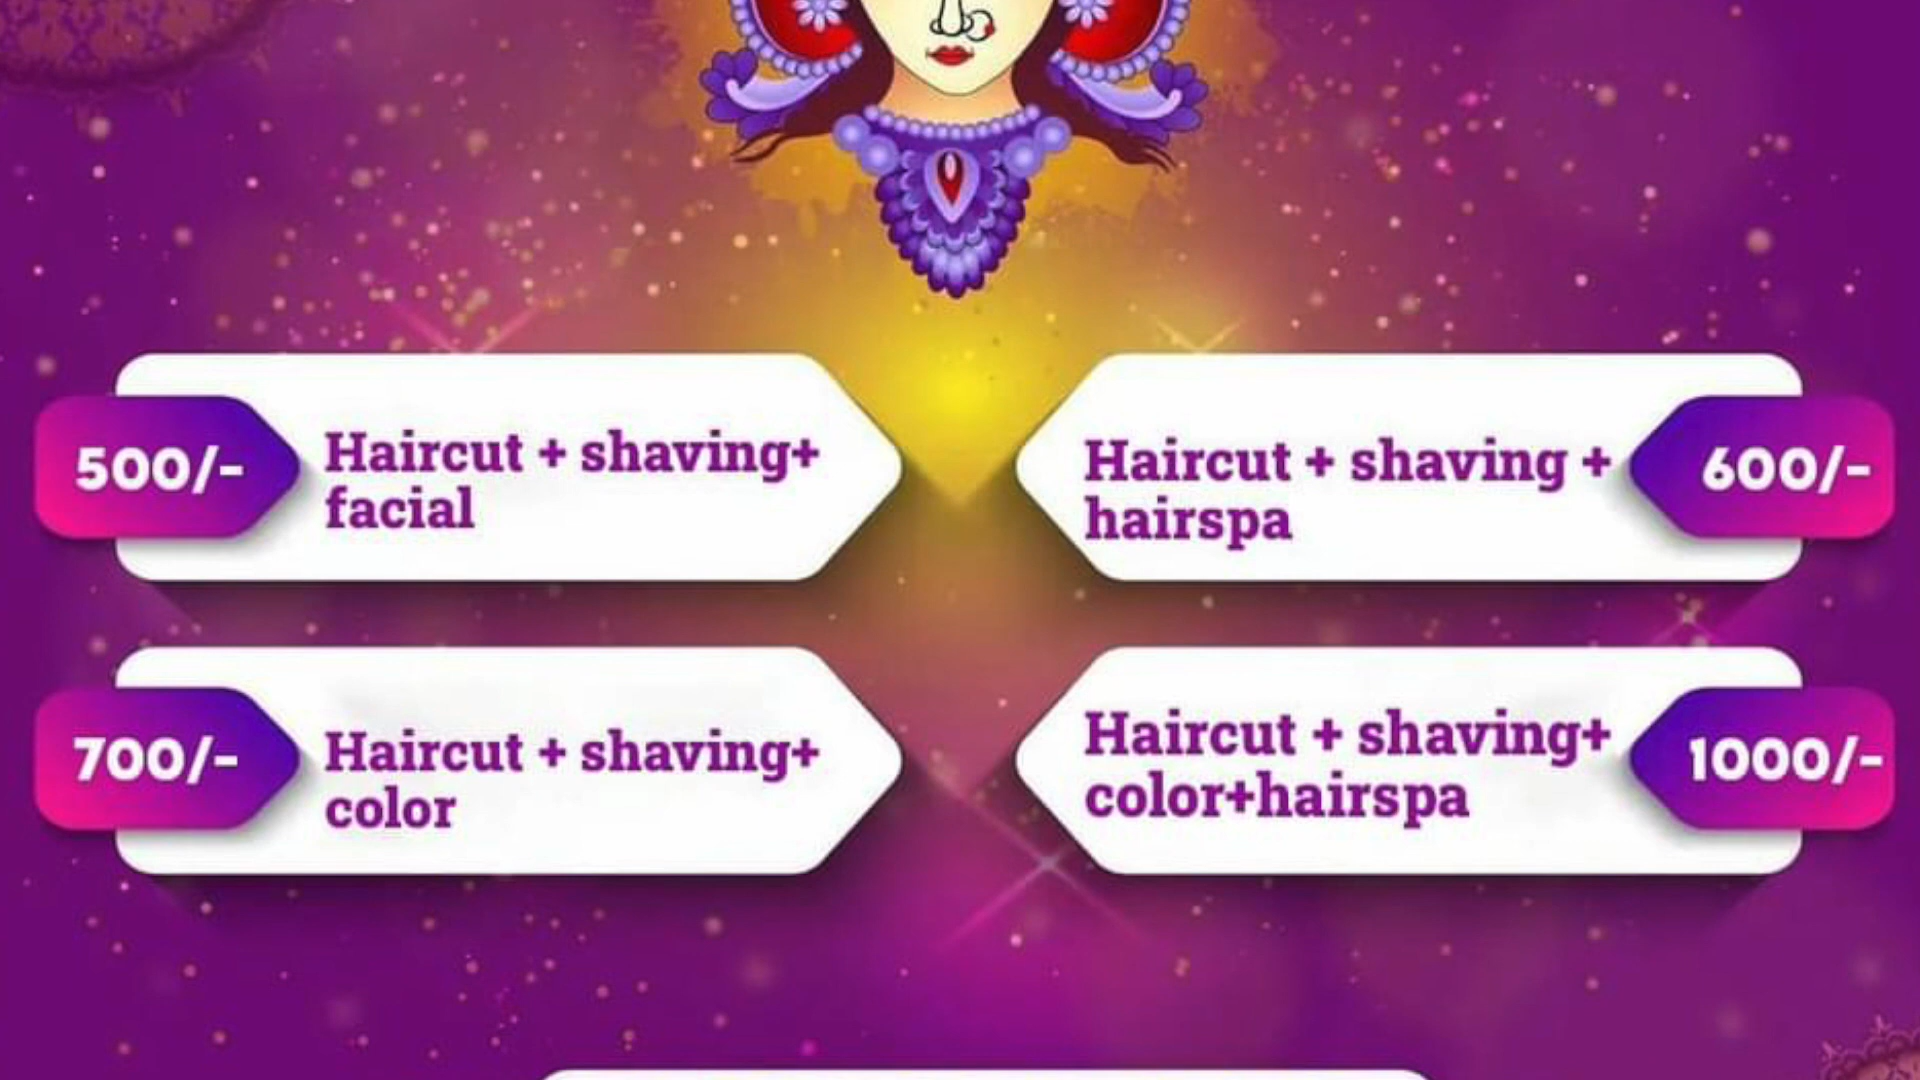 500/-
Haircut + shaving+
facial
Haircut + shaving +
hairspa
600/-
700/-
Haircut + shaving+
color
Haircut + shaving+
color+hairspa
1000/-